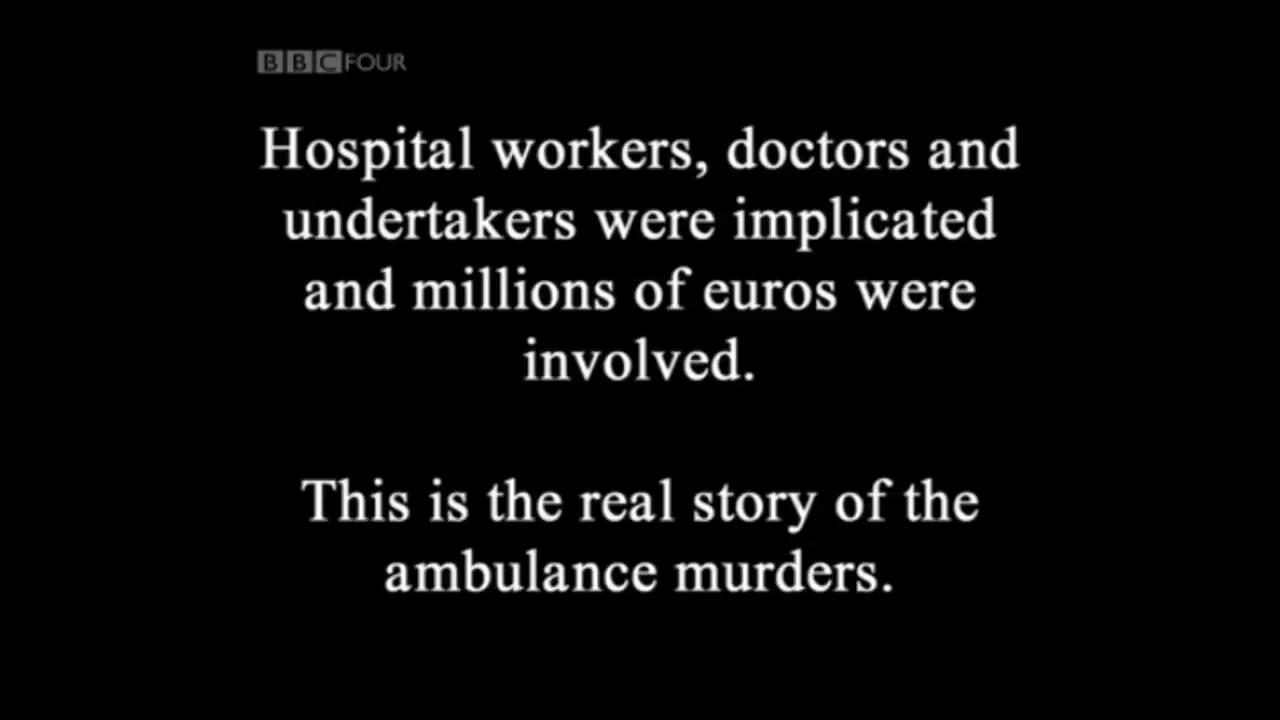 BBC FOUR
Hospital workers, doctors and
undertakers were implicated
and millions of euros were
involved.
This is the real story of the
ambulance murders.